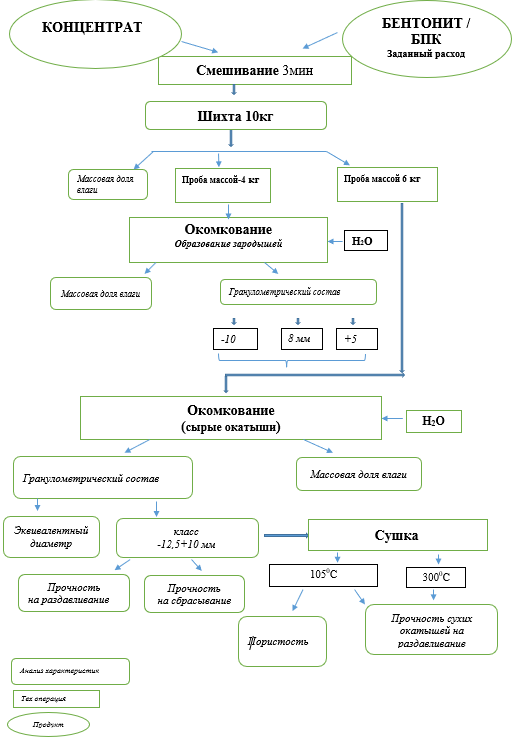 КОНЦЕНТРАТ
БЕНТОНИТ /
БПК
Заданный расход
Смешивание 3мин
Шихта 10кг
Массовая доля
влаги
Проба массой-4 кг
Проба массой 6 кг
Окомкование
Образование зародышей
H2O
Массовая доля влаги
Гранулометрический состав
-10
8 мм
+5
Окомкование
(сырые окатыши)
H2O
Гранулометрический состав
Массовая доля влаги
Эквивалентный
диаметр
класс
-12,5+10 мм
Сушка
Прочность
на раздавливание
Прочность
на сбрасывание
105⁰С
300⁰С
Пористость
Прочность сухих
окатышей на
раздавливание
Анализ характеристик
Тех операция
Продукт